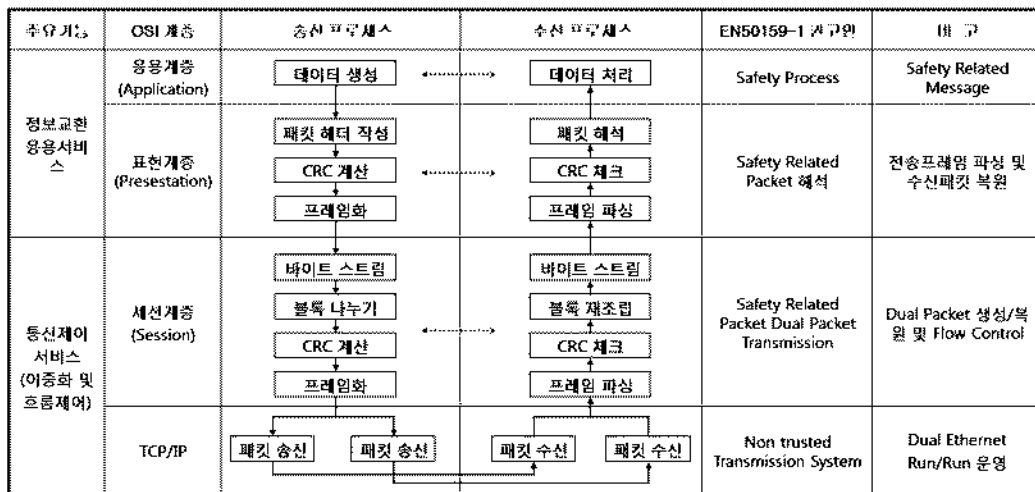 주요기능 OSI 계층 송신 프로세스 수신 프로세스 EN50159-1 권고안 비 고
정보교환
응용서비
스
응용계층
(Application)
데이터 생성
데이터 처리
Safety Process
Safety Related
Message
표현계층
(Presestation)
패킷 헤더 작성
CRC 계산
프레임화
패킷 해석
CRC 체크
프레임 파싱
Safety Related
Packet 해석
전송프레임 파싱 및
수신패킷 복원
통신제어
서비스
(이중화 및
흐름제어)
세션계층
(Session)
바이트 스트림
블록 나누기
CRC 계산
프레임화
바이트 스트림
블록 재조립
CRC 체크
프레임 파싱
Safety Related
Packet Dual Packet
Transmission
Dual Packet 생성/복
원 및 Flow Control
TCP/IP
패킷 송신 패킷 송신 패킷 수신 패킷 수신
Non trusted
Transmission System
Dual Ethernet
Run/Run 운영